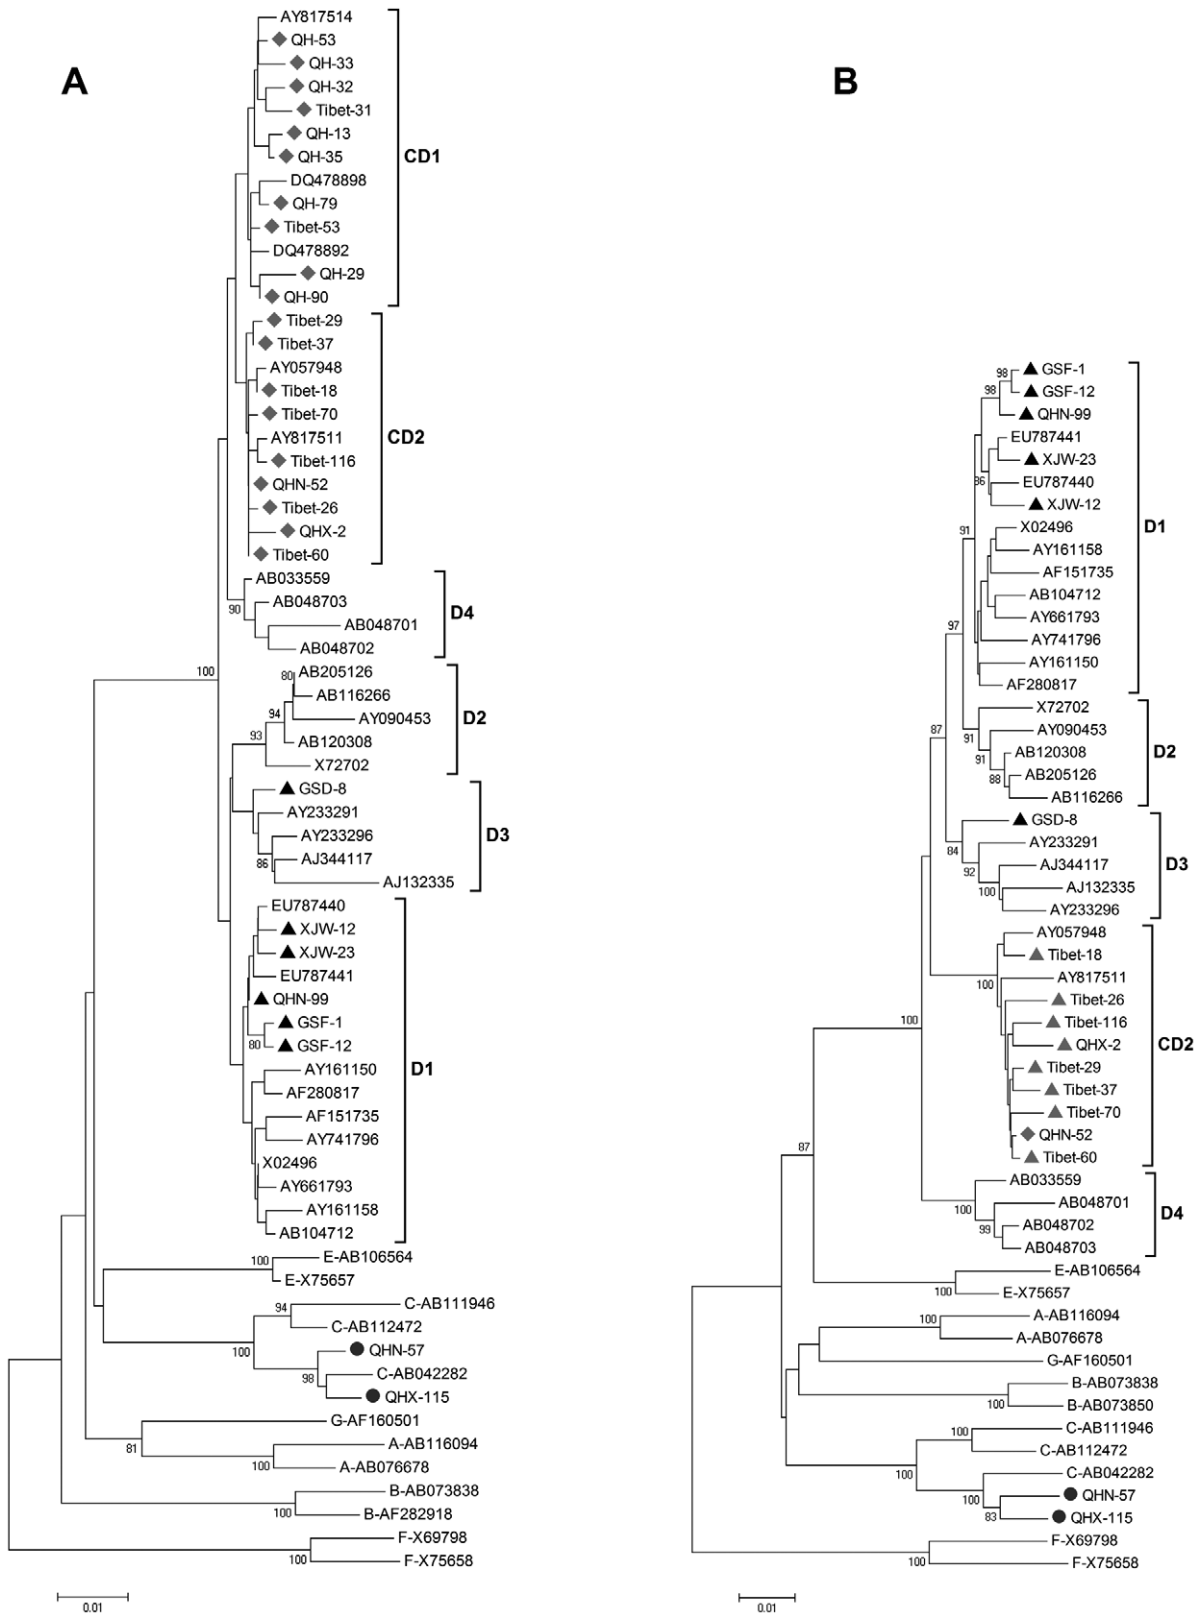 A
AY817514
QH-53
QH-33
QH-32
Tibet-31
QH-13
QH-35
CD1
DQ478898
QH-79
Tibet-53
DQ478892
QH-29
QH-90
Tibet-29
Tibet-37
AY057948
Tibet-18
Tibet-70
AY817511
CD2
Tibet-116
QHN-52
Tibet-26
QHX-2
Tibet-60
AB033559
AB048703
90
D4
AB048701
AB048702
100
AB205126
80
AB116266
94
AY090453
D2
93
AB120308
X72702
GSD-8
AY233291
AY233296
D3
86
AJ344117
AJ132335
EU787440
XJW-12
XJW-23
EU787441
QHN-99
GSF-1
80
GSF-12
D1
AY161150
AF280817
AF151735
AY741796
X02496
AY661793
AY161158
AB104712
100
E-AB106564
E-X75657
94
C-AB111946
C-AB112472
100
QHN-57
98
C-AB042282
QHX-115
G-AF160501
81
A-AB116094
100
A-AB076678
B-AB073838
100
B-AF282918
F-X69798
100
F-X75658
0.01
B
98
GSF-1
98
GSF-12
QHN-99
EU787441
XJW-23
86
EU787440
XJW-12
D1
91
X02496
AY161158
AF151735
AB104712
AY661793
97
AY741796
AY161150
AF280817
X72702
87
91
AY090453
91
AB120308
D2
88
AB205126
AB116266
GSD-8
84
AY233291
92
AJ344117
D3
100
AJ132335
AY233296
AY057948
Tibet-18
100
AY817511
Tibet-26
100
Tibet-116
QHX-2
CD2
Tibet-29
Tibet-37
Tibet-70
QHN-52
87
Tibet-60
AB033559
100
AB048701
D4
99
AB048702
AB048703
E-AB106564
100
E-X75657
100
A-AB116094
A-AB076678
G-AF160501
B-AB073838
100
B-AB073850
100
C-AB111946
C-AB112472
100
C-AB042282
100
QHN-57
83
QHX-115
F-X69798
100
F-X75658
0.01